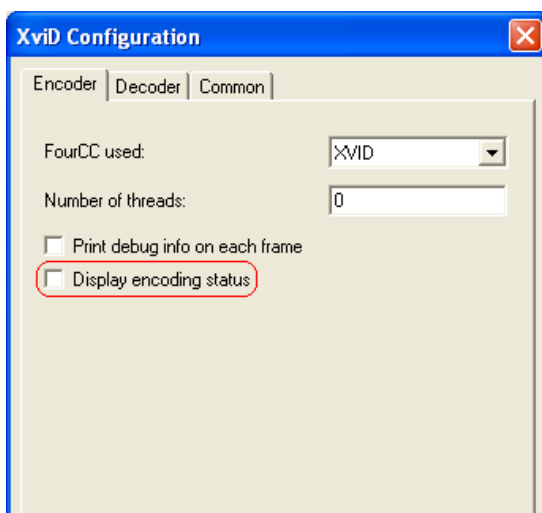 XviD Configuration
Encoder Decoder Common
FourCC used: XVID
Number of threads: 0
Print debug info on each frame
Display encoding status